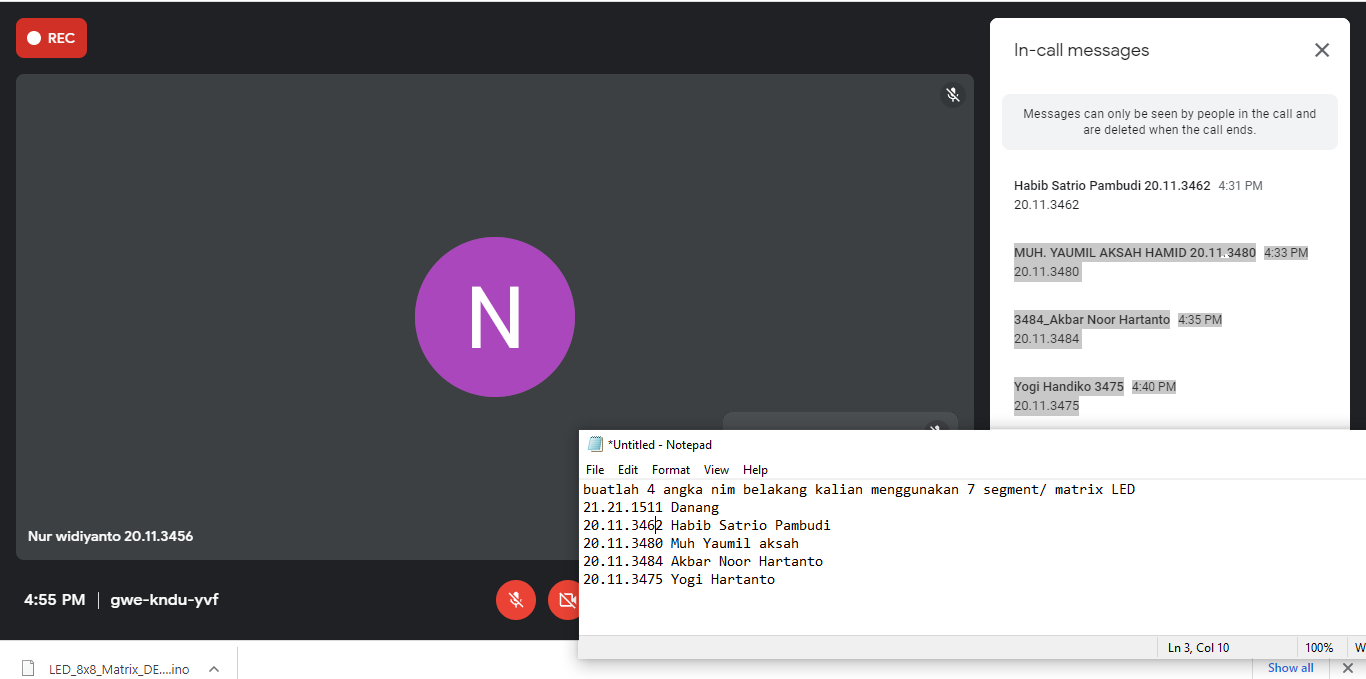 REC
In-call messages
Messages can only be seen by people in the call and
are deleted when the call ends.
Habib Satrio Pambudi 20.11.3462 4:31 PM
20.11.3462
MUH. YAUMIL AKSAH HAMID 20.11.3480 4:33 PM
20.11.3480
3484_Akbar Noor Hartanto 4:35 PM
20.11.3484
Yogi Handiko 3475 4:40 PM
20.11.3475
N
Nur widiyanto 20.11.3456
4:55 PM | gwe-kndu-yvf
*Untitled - Notepad
File Edit Format View Help
buatlah 4 angka nim belakang kalian menggunakan 7 segment/ matrix LED
21.21.1511 Danang
20.11.3462 Habib Satrio Pambudi
20.11.3480 Muh Yaumil aksah
20.11.3484 Akbar Noor Hartanto
20.11.3475 Yogi Hartanto
Ln 3, Col 10 100% W
LED_8x8_Matrix_DE....ino
Show all